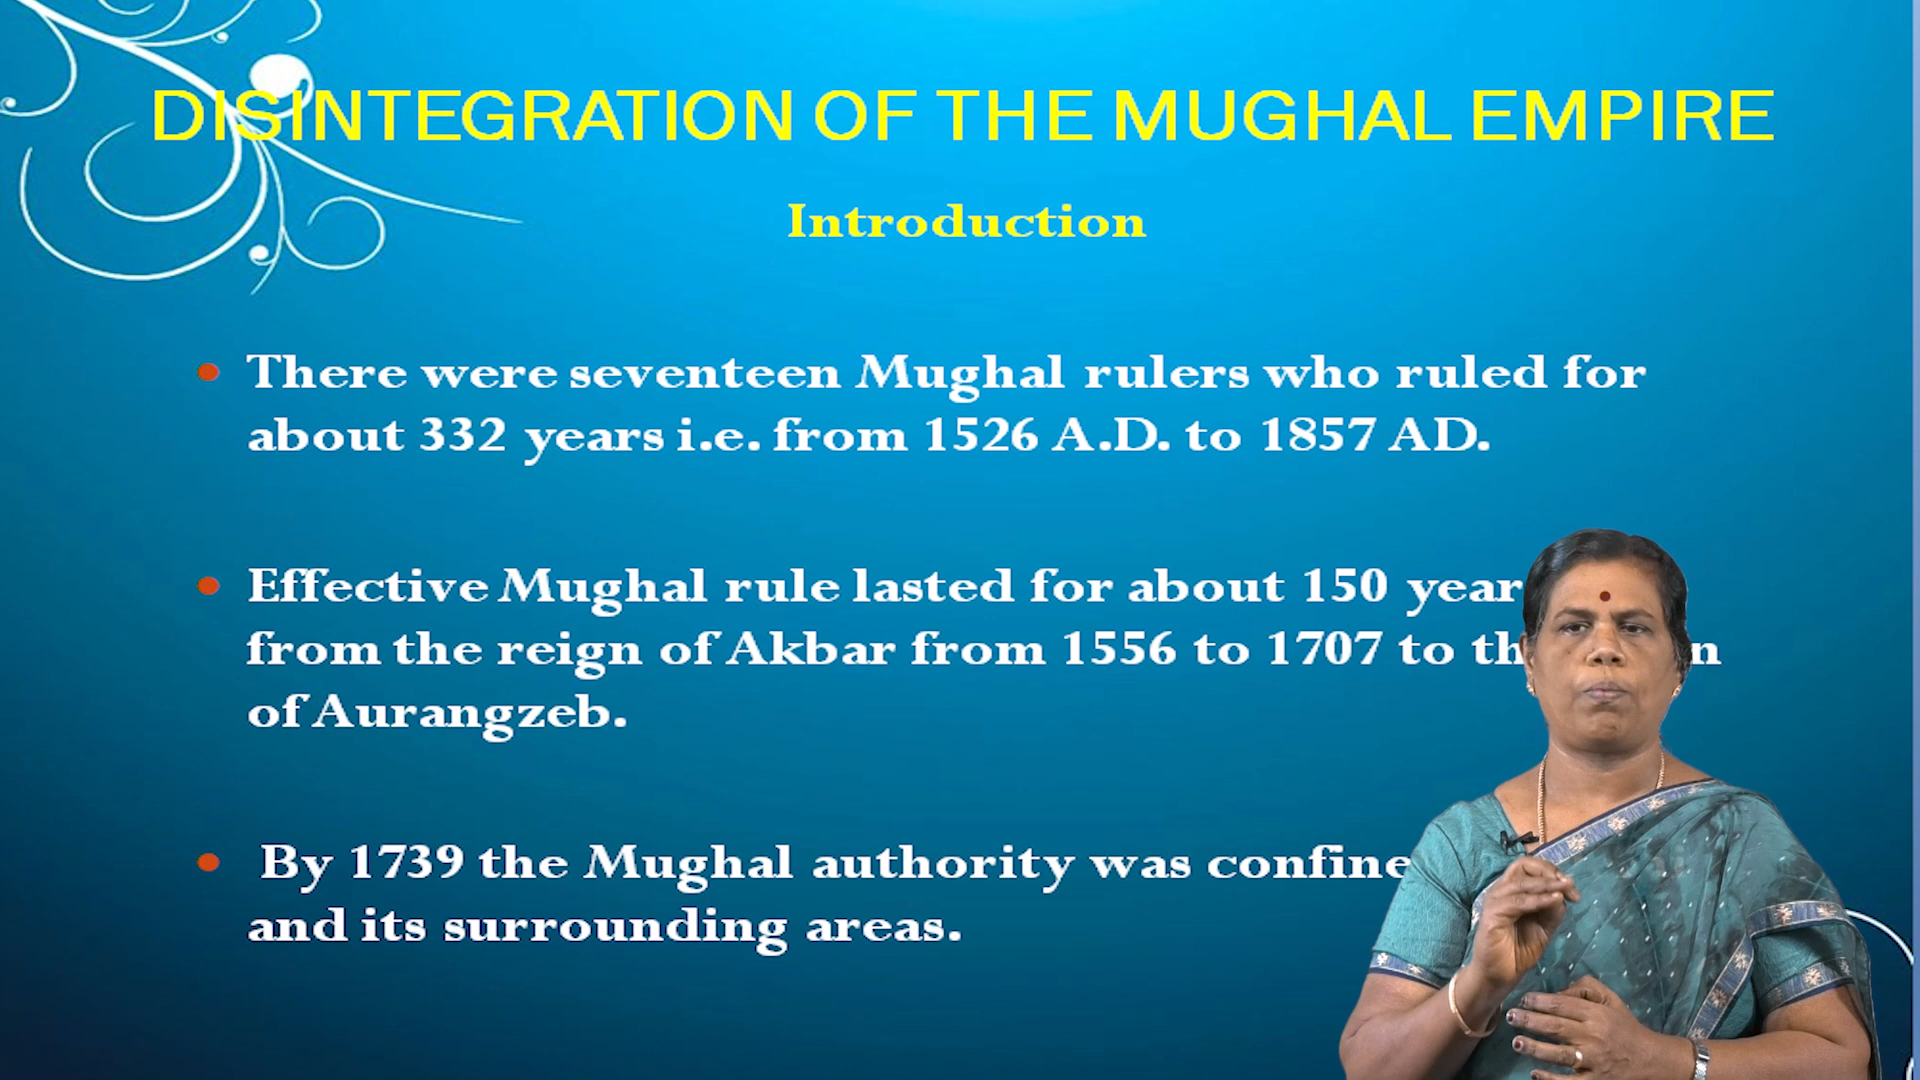 DISINTEGRATION OF THE MUGHAL EMPIRE
Introduction
There were seventeen Mughal rulers who ruled for
about 332 years i.e. from 1526 A.D. to 1857 AD.
Effective Mughal rule lasted for about 150
from the reign of Akbar from 1556 to 1707 to
of Aurangzeb.
By 1739 the Mughal authority was
and its surrounding areas.